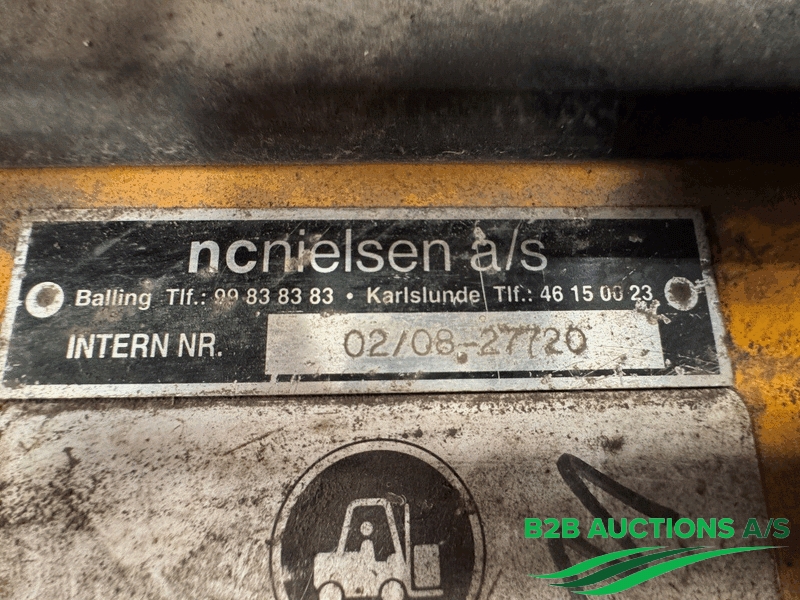 ncnielsen a/s
Balling Tlf.: 99 83 83 83 • Karlslunde Tlf.: 46 15 00 23
INTERN NR. 02/08-27720
B2B AUCTIONS A/S